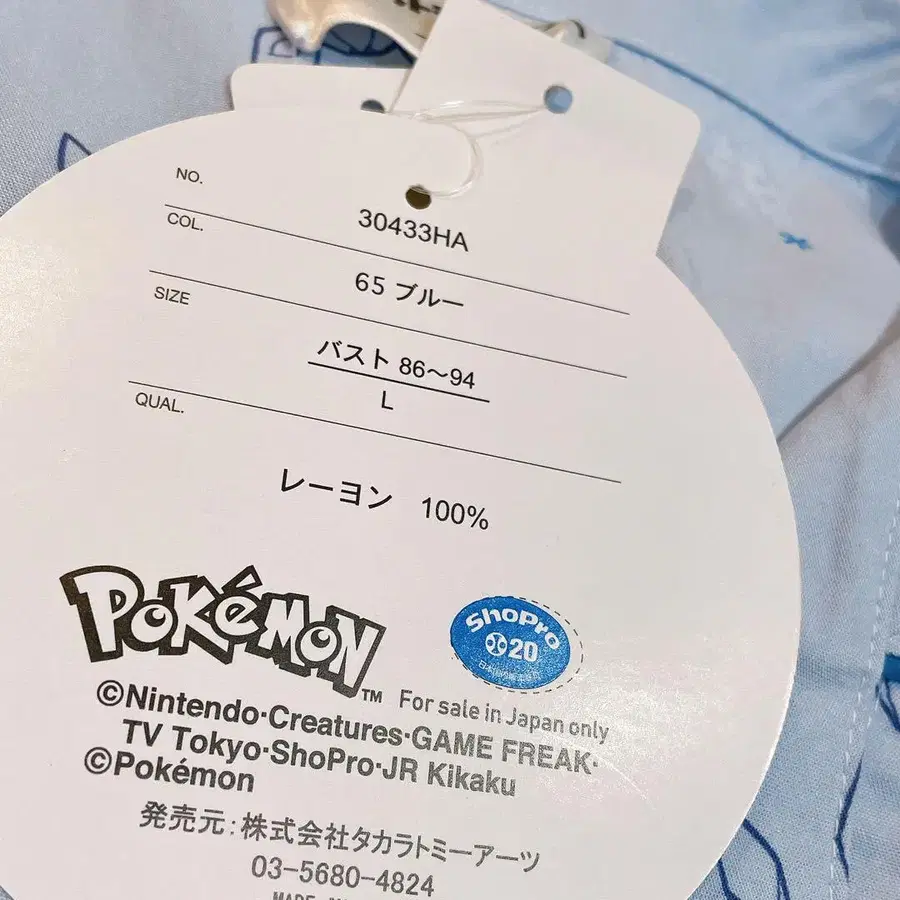 NO.
30433HA
COL.
65 ブルー
SIZE
バスト 86〜94
L
QUAL.
レーヨン 100%
POKéMON™
ShoPro
20
For sale in Japan only
©Nintendo·Creatures·GAME FREAK·
TV Tokyo·ShoPro·JR Kikaku
©Pokémon
発売元:株式会社タカラトミーアーツ
03-5680-4824